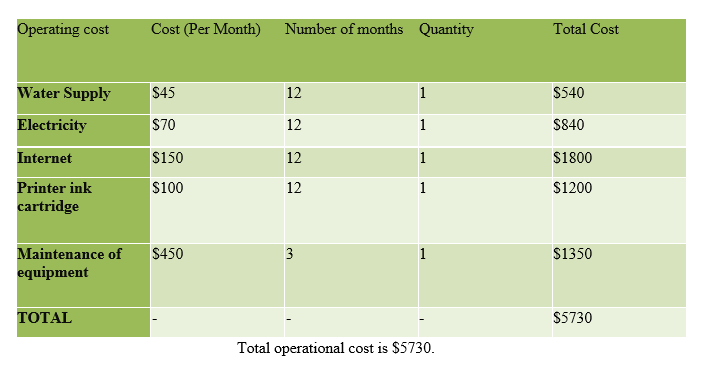 Operating cost Cost (Per Month) Number of months Quantity Total Cost
Water Supply $45 12 1 $540
Electricity $70 12 1 $840
Internet $150 12 1 $1800
Printer ink $100 12 1 $1200
cartridge
Maintenance of $450 3 1 $1350
equipment
TOTAL - - - $5730
Total operational cost is $5730.